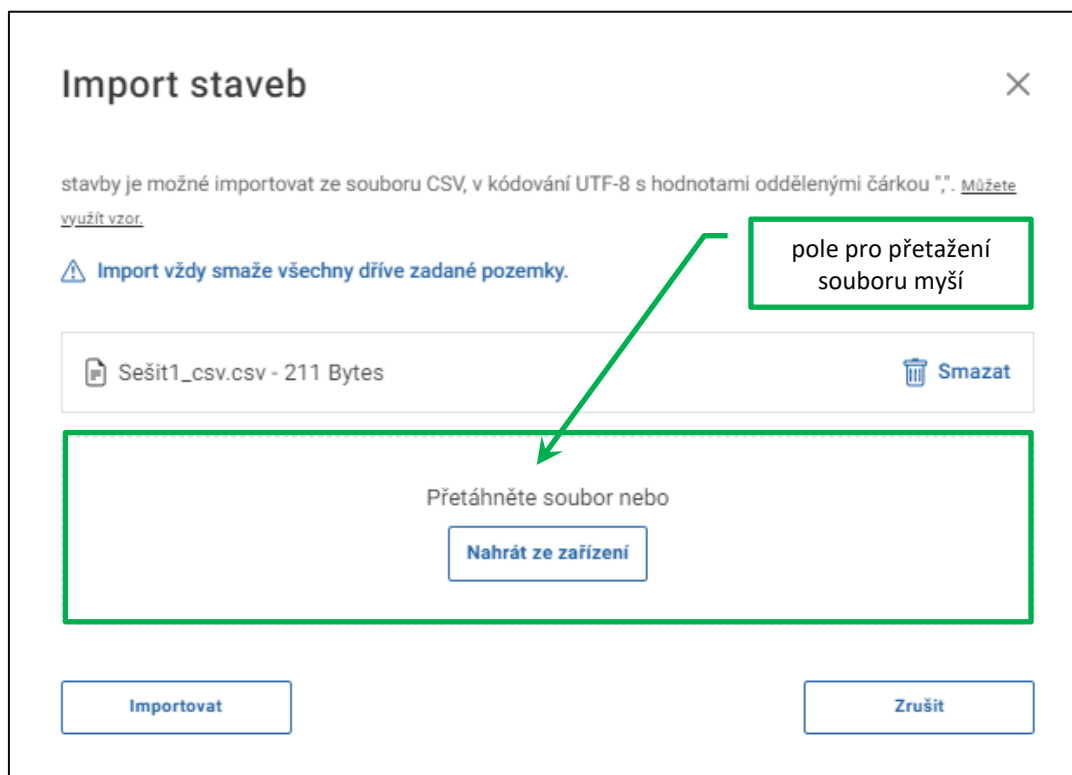 Import staveb
stavby je možné importovat ze souboru CSV, v kódování UTF-8 s hodnotami oddělenými čárkou ",". Můžete
využít vzor.
pole pro přetažení
souboru myší
Import vždy smaže všechny dříve zadané pozemky.
Sešit1_csv.csv - 211 Bytes
Smazat
Přetáhněte soubor nebo
Nahrát ze zařízení
Importovat
Zrušit